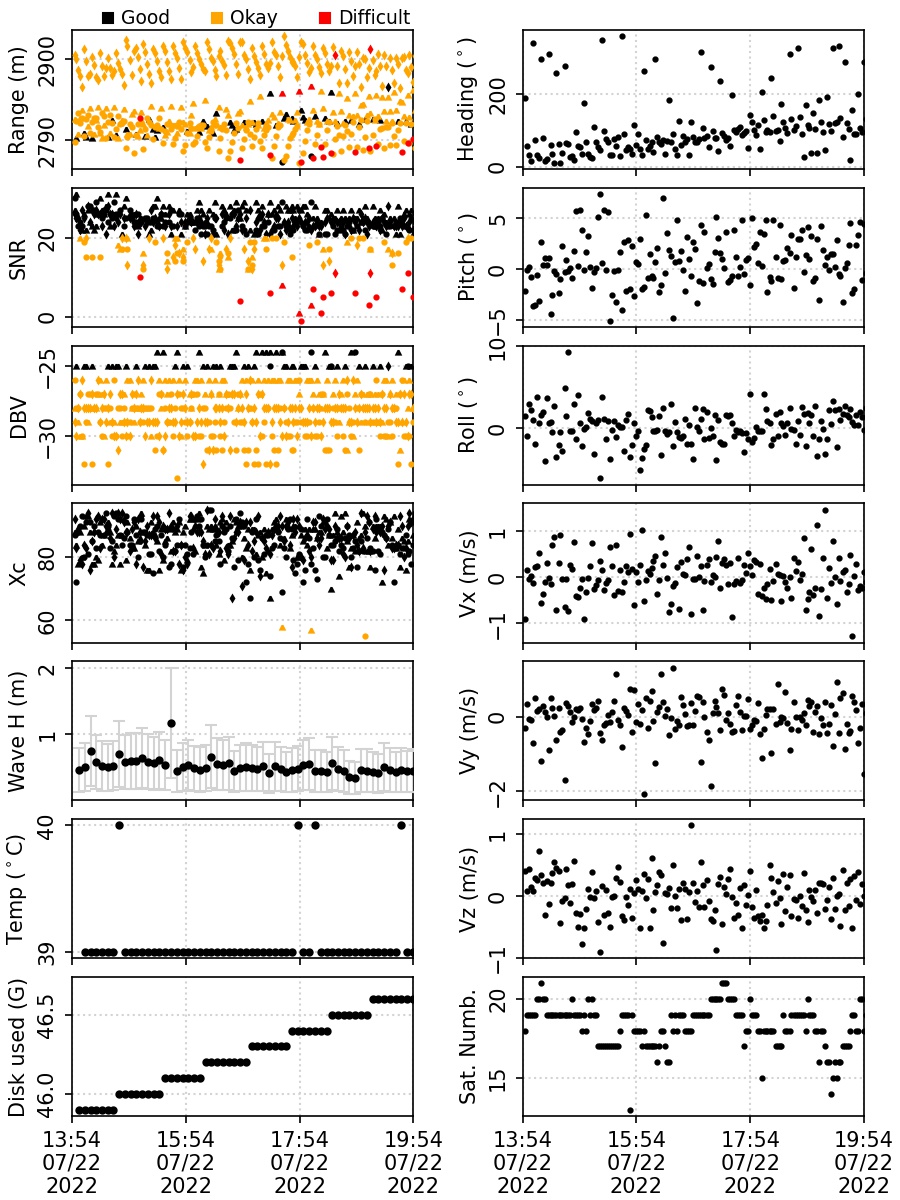 Good Okay Difficult
Range (m)
2900
2790
Heading (°)
200
0
SNR
20
0
Pitch (°)
5
0
−5
DBV
−25
−30
Roll (°)
10
0
Xc
80
60
Vx (m/s)
1
0
−1
Wave H (m)
2
1
Vy (m/s)
0
−2
Temp (°C)
40
39
Vz (m/s)
1
0
−1
Disk used (G)
46.5
46.0
Sat. Numb.
20
15
13:54 15:54 17:54 19:54 13:54 15:54 17:54 19:54
07/22 07/22 07/22 07/22 07/22 07/22 07/22 07/22
2022 2022 2022 2022 2022 2022 2022 2022